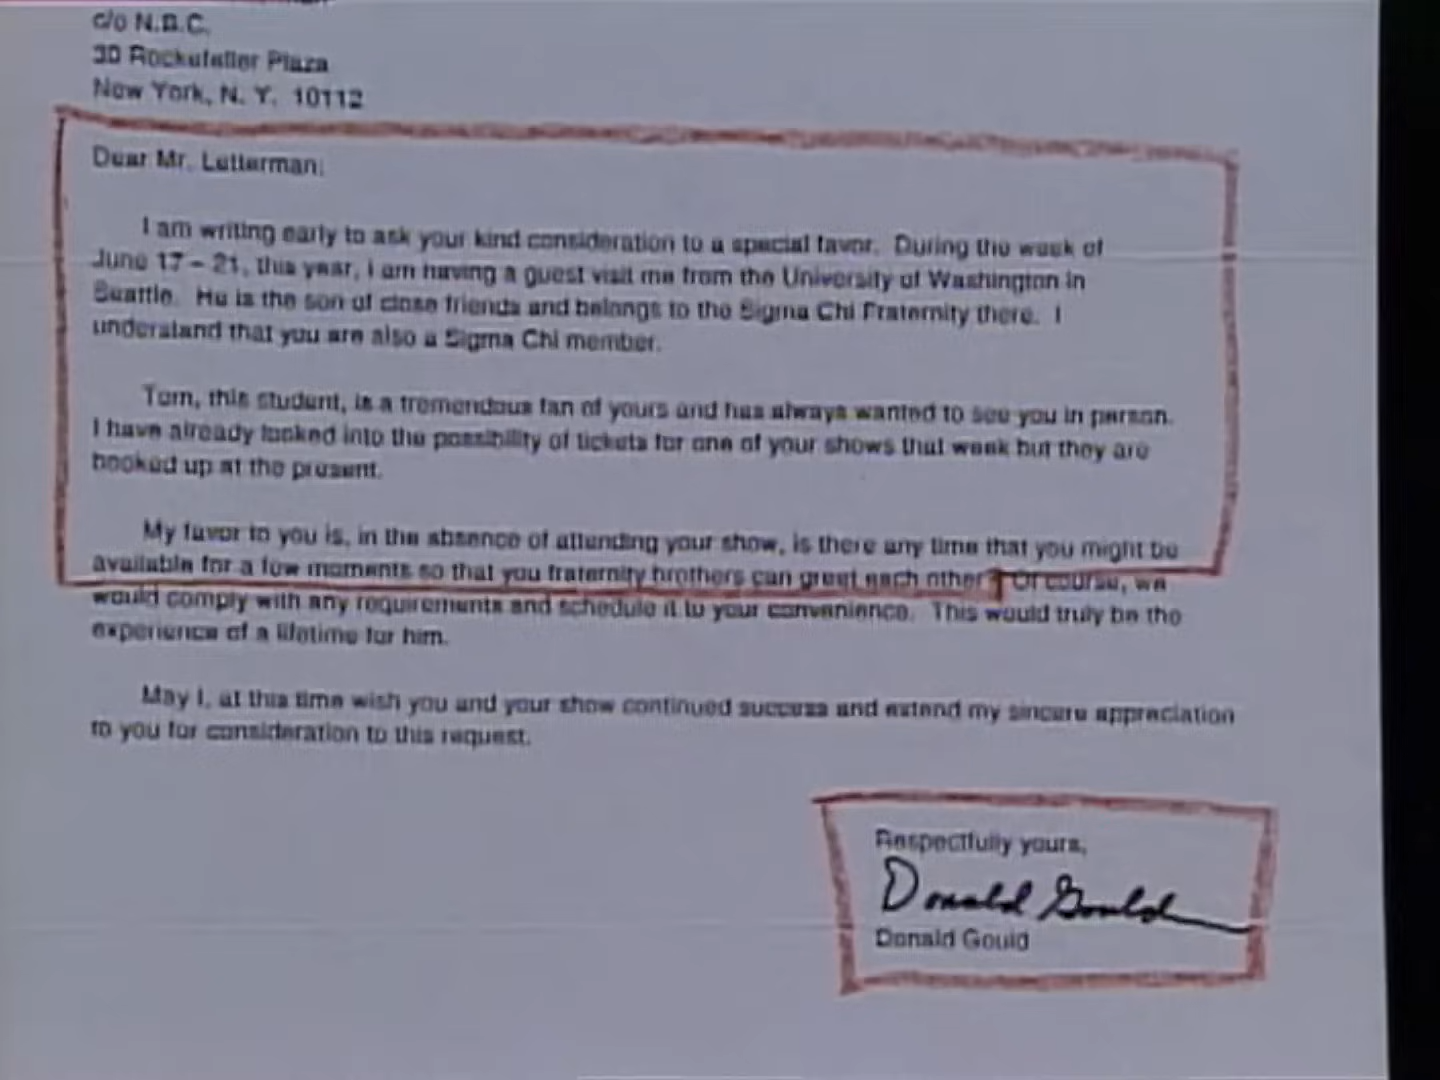 c/o N.B.C.
30 Rockefeller Plaza
New York, N. Y. 10112
Dear Mr. Letterman:
I am writing early to ask your kind consideration to a special favor. During the week of
June 17 – 21, this year, I am having a guest visit me from the University of Washington in
Seattle. He is the son of close friends and belongs to the Sigma Chi Fraternity there. I
understand that you are also a Sigma Chi member.
Tom, this student, is a tremendous fan of yours and has always wanted to see you in person.
I have already looked into the possibility of tickets for one of your shows that week but they are
booked up at the present.
My favor to you is, in the absence of attending your show, is there any time that you might be
available for a few moments so that you fraternity brothers can greet each other? Of course, we
would comply with any requirements and schedule it to your convenience. This would truly be the
experience of a lifetime for him.
May I, at this time wish you and your show continued success and extend my sincere appreciation
to you for consideration to this request.
Respectfully yours,
Donald Gould
Donald Gould